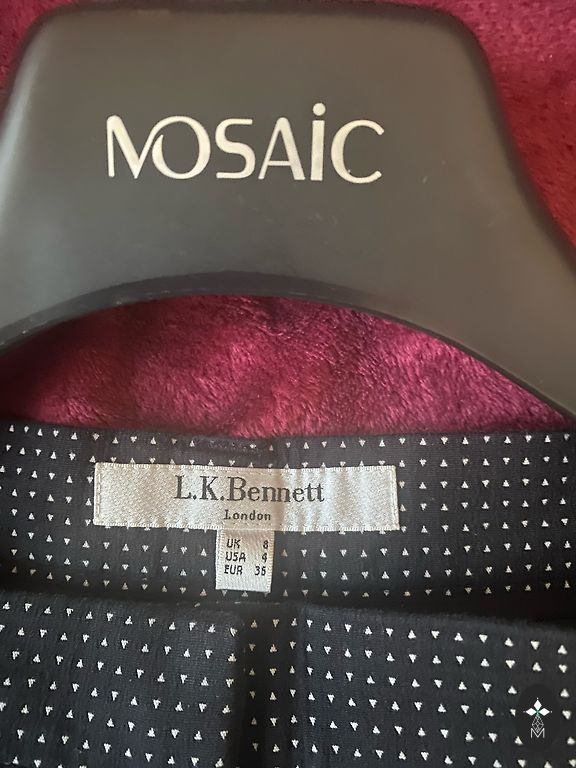 MOSAiC
L.K.Bennett
London
UK 8
USA 4
EUR 36
M